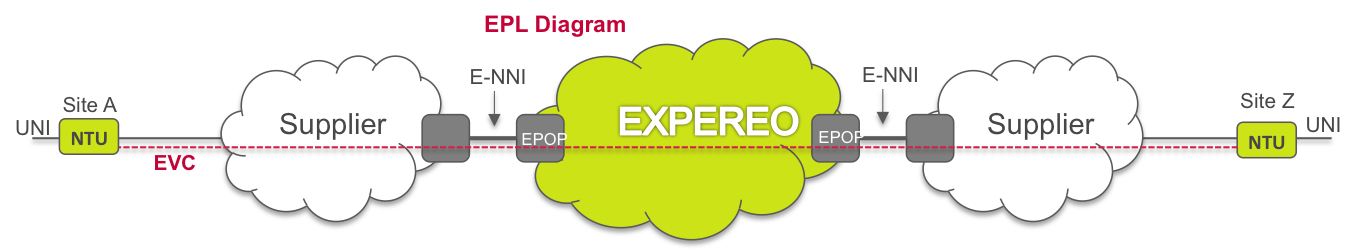 EPL Diagram
E-NNI
E-NNI
Site A
Site Z
UNI
NTU
Supplier
EPOP
EXPEREO
EPOP
Supplier
NTU
UNI
EVC